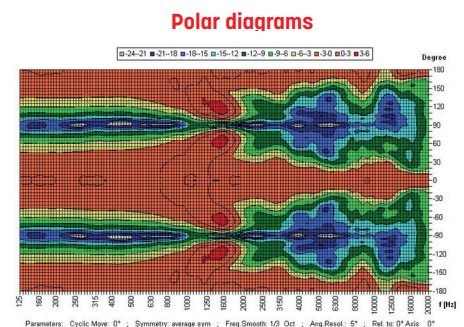 Polar diagrams
-24--21 -21--18 -18--15 -15--12 -12--9 -9--6 -6--3 -3-0 0-3 3-6
Degree
180
150
120
90
60
30
0
-30
-60
-90
-120
-150
-180
125 160 200 250 315 400 500 630 800 1000 1250 1600 2000 2500 3150 4000 5000 6300 8000 10000 12500 16000 20000
f [Hz]
Parameters: Cyclic Move: 0° ; Symmetry: average sym ; Freq.Smooth: 1/3 Oct ; Ang.Resol.: 5° ; Rel. to: 0° Axis 0°